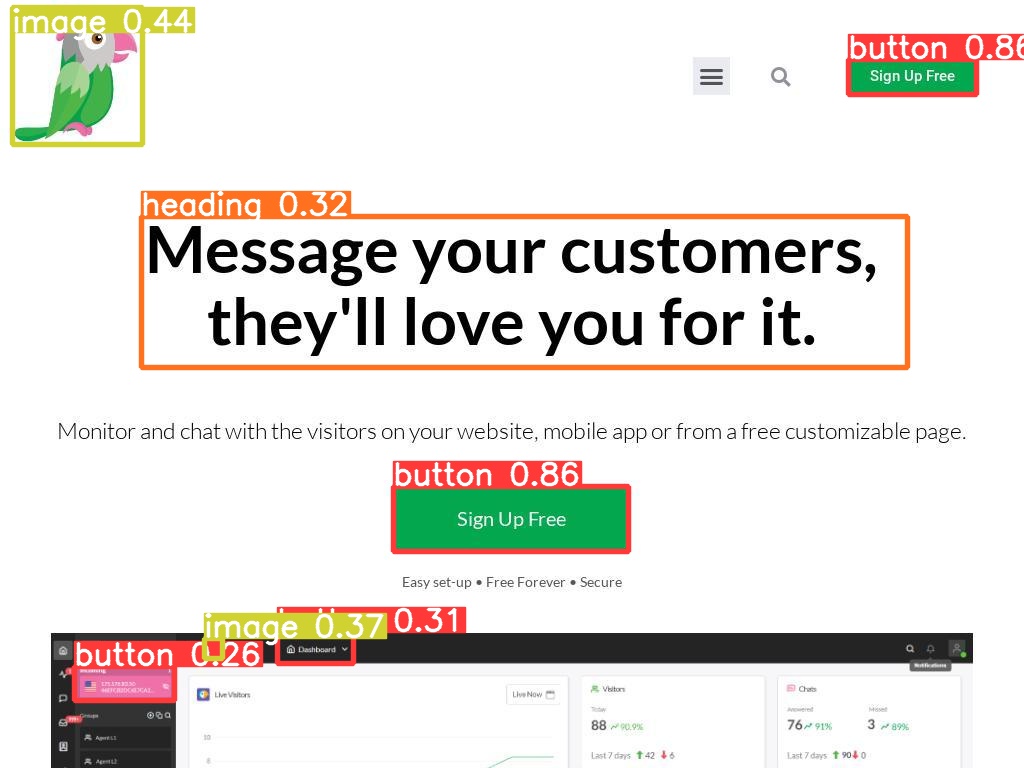 image 0.44
button 0.86
Sign Up Free
heading 0.32
Message your customers,
they'll love you for it.
Monitor and chat with the visitors on your website, mobile app or from a free customizable page.
button 0.86
Sign Up Free
Easy set-up • Free Forever • Secure
image 0.37
0.31
button 0.26
Dashboard
Notifications
Live Visitors
Live Now
10
8
Visitors
Today
88 90.9%
Last 7 days 42 6
Chats
Answered Missed
76 91% 3 89%
Last 7 days 90 0
Groups
Agent L1
Agent L2